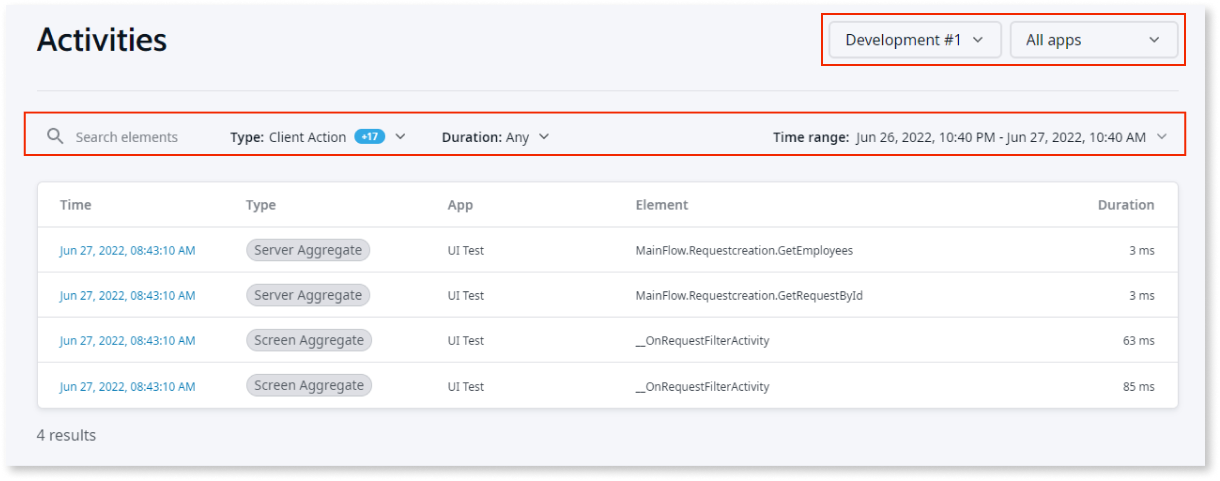 Activities
Development #1
All apps
Search elements
Type: Client Action +17
Duration: Any
Time range: Jun 26, 2022, 10:40 PM - Jun 27, 2022, 10:40 AM
Time Type App Element Duration
Jun 27, 2022, 08:43:10 AM Server Aggregate UI Test MainFlow.Requestcreation.GetEmployees 3 ms
Jun 27, 2022, 08:43:10 AM Server Aggregate UI Test MainFlow.Requestcreation.GetRequestById 3 ms
Jun 27, 2022, 08:43:10 AM Screen Aggregate UI Test __OnRequestFilterActivity 63 ms
Jun 27, 2022, 08:43:10 AM Screen Aggregate UI Test __OnRequestFilterActivity 85 ms
4 results